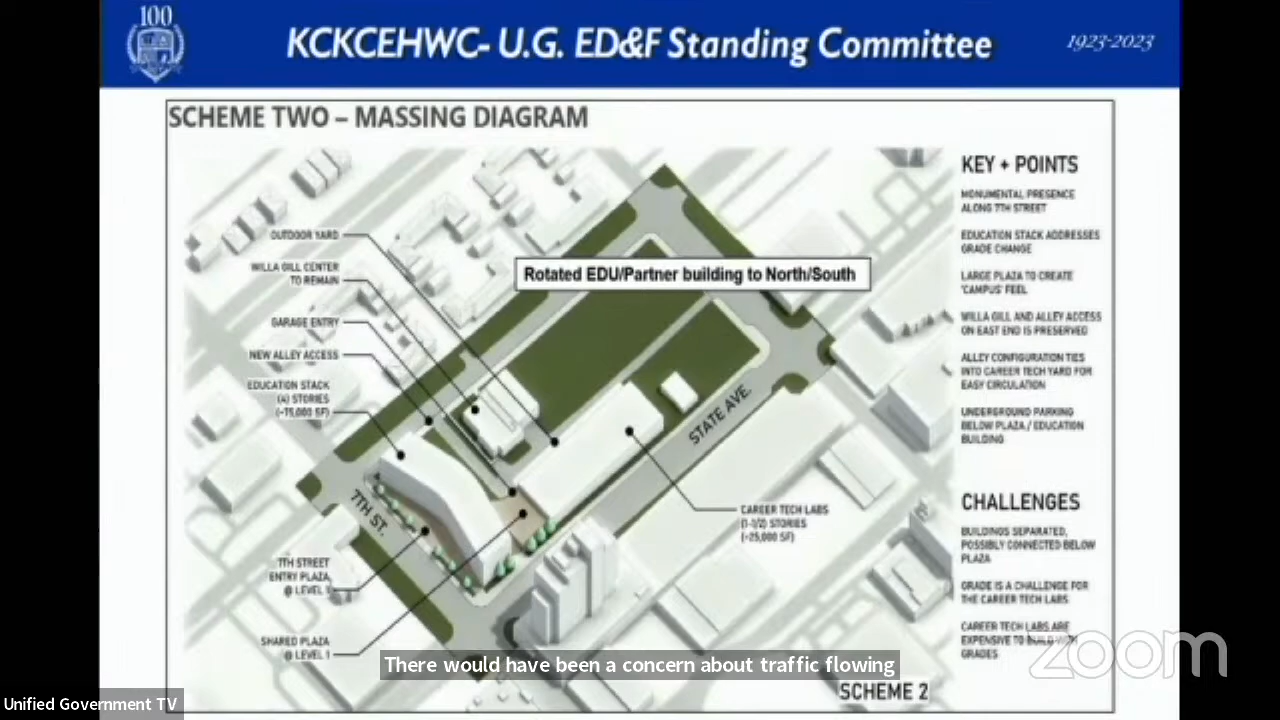 100
KCKCEHWC- U.G. ED&F Standing Committee
1923-2023
SCHEME TWO – MASSING DIAGRAM
OUTDOOR YARD
WILLA GILL CENTER
TO REMAIN
GARAGE ENTRY
NEW ALLEY ACCESS
EDUCATION STACK
(4) STORIES
(~75,000 SF)
7TH ST.
7TH STREET
ENTRY PLAZA
@ LEVEL 1
SHARED PLAZA
@ LEVEL 1
Rotated EDU/Partner building to North/South
STATE AVE.
CAREER TECH LABS
(1-1/2) STORIES
(~25,000 SF)
KEY + POINTS
MONUMENTAL PRESENCE
ALONG 7TH STREET
EDUCATION STACK ADDRESSES
GRADE CHANGE
LARGE PLAZA TO CREATE
'CAMPUS' FEEL
WILLA GILL AND ALLEY ACCESS
ON EAST END IS PRESERVED
ALLEY CONFIGURATION TIES
INTO CAREER TECH YARD FOR
EASY CIRCULATION
UNDERGROUND PARKING
BELOW PLAZA / EDUCATION
BUILDING
CHALLENGES
BUILDINGS SEPARATED,
POSSIBLY CONNECTED BELOW
PLAZA
GRADE IS A CHALLENGE FOR
THE CAREER TECH LABS
CAREER TECH LABS ARE
EXPENSIVE TO BUILD WITH
GRADES
zoom
There would have been a concern about traffic flowing
SCHEME 2
Unified Government TV